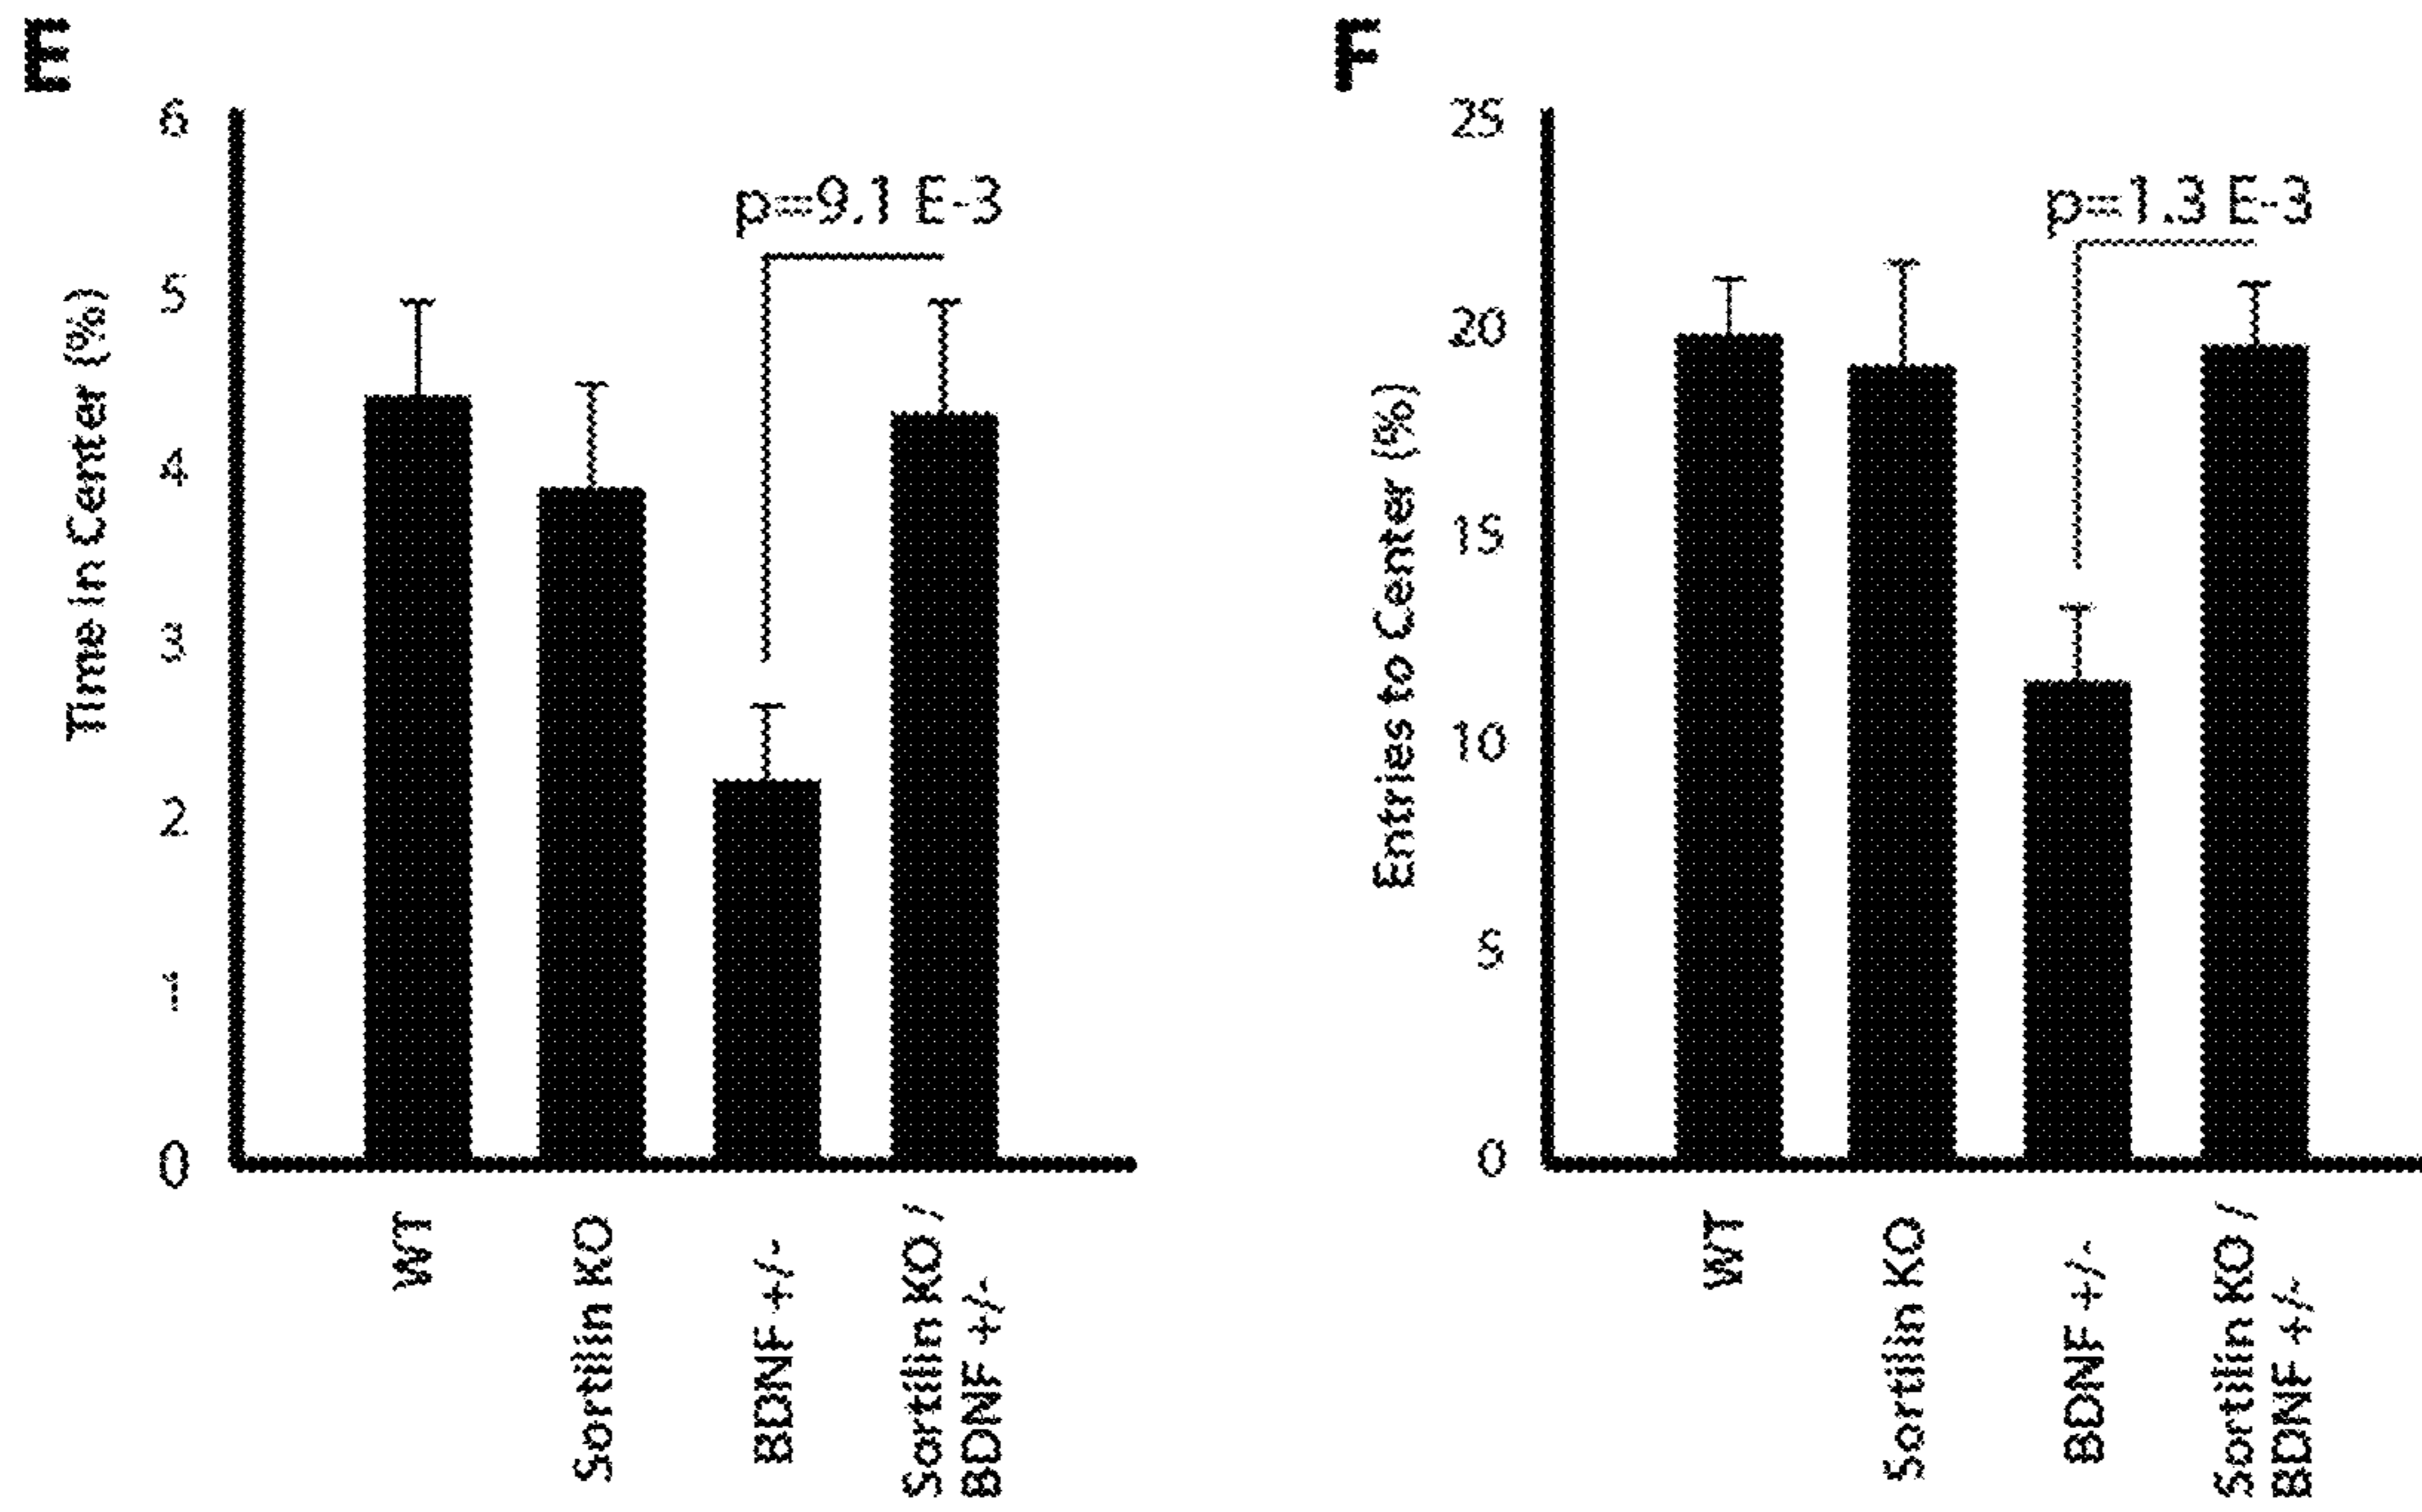 E
6
5
4
3
2
1
0
Time in Center (%)
p=9.1 E-3
WT
Sortilin KO
BDNF +/-
Sortilin KO /
BDNF +/-
F
25
20
15
10
5
0
Entries to Center (%)
p=1.3 E-3
WT
Sortilin KO
BDNF +/-
Sortilin KO /
BDNF +/-